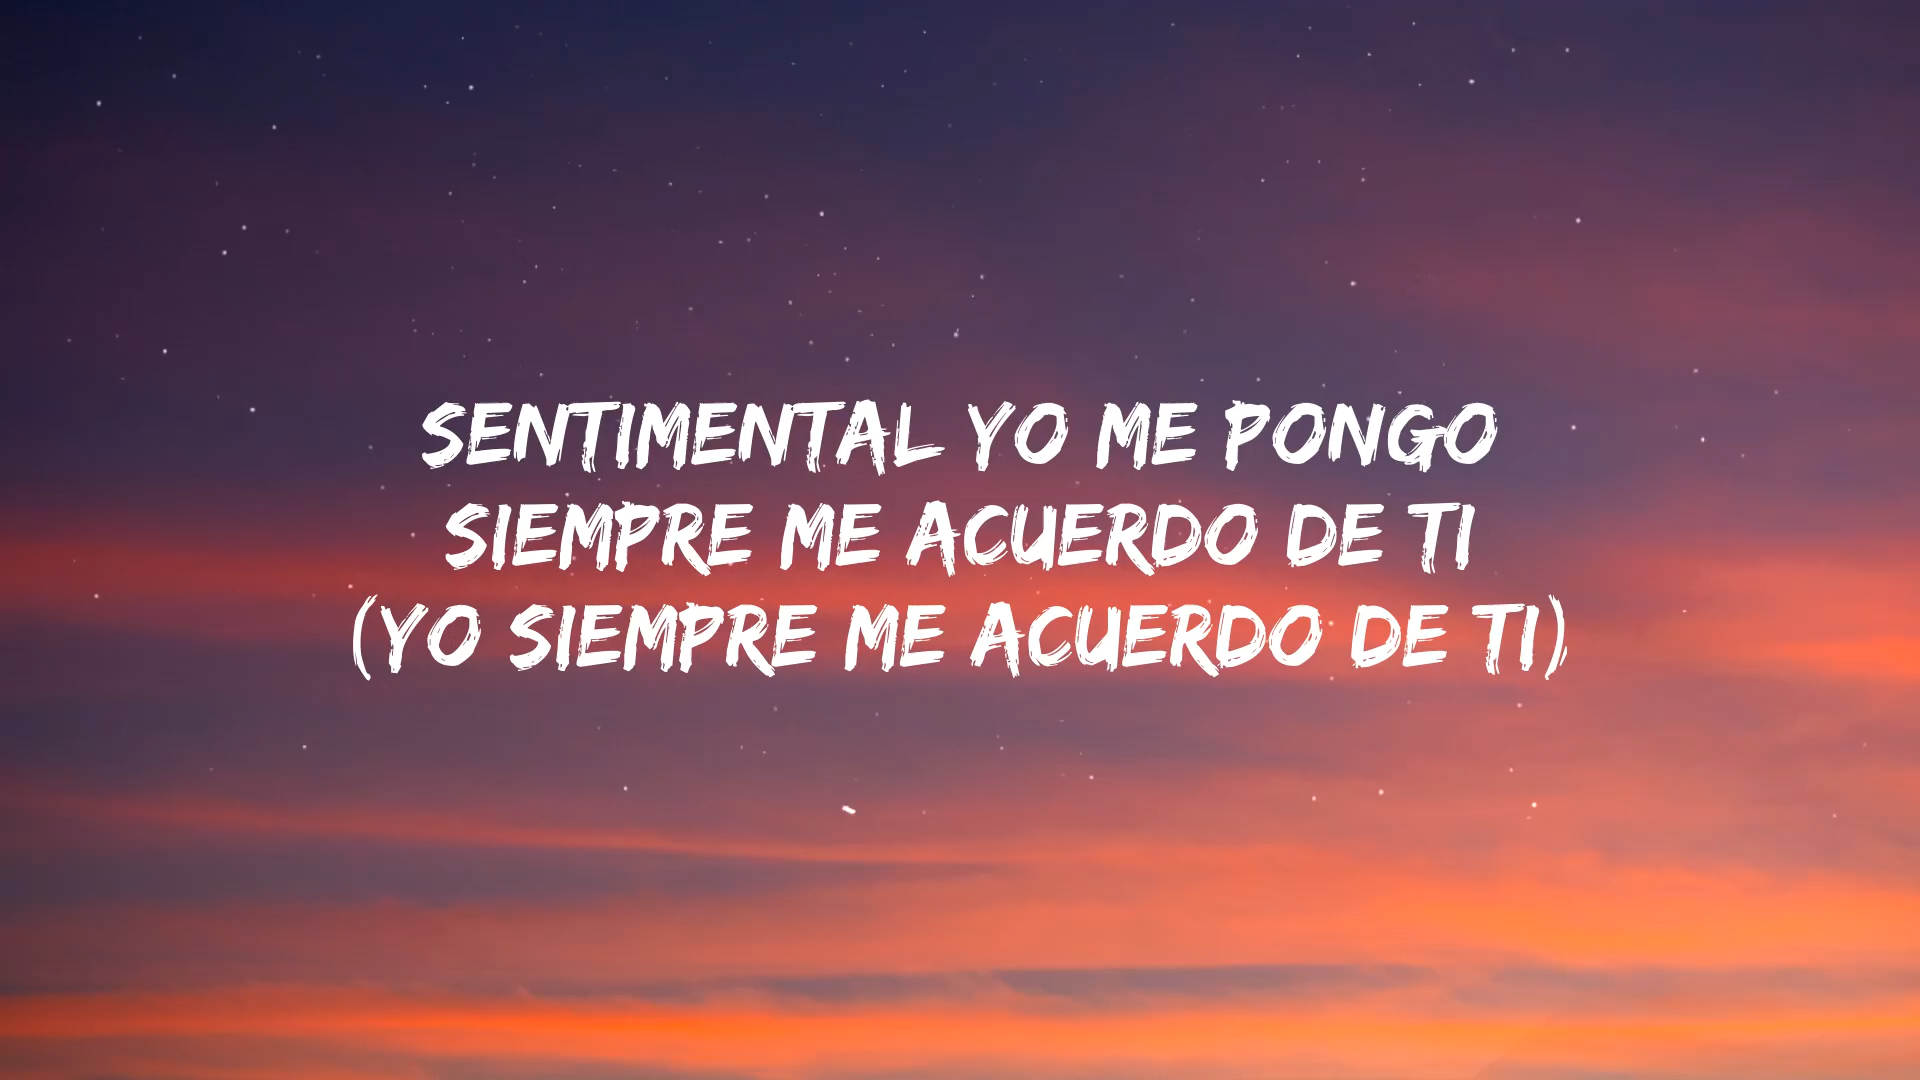 SENTIMENTAL YO ME PONGO
SIEMPRE ME ACUERDO DE TI
(YO SIEMPRE ME ACUERDO DE TI)